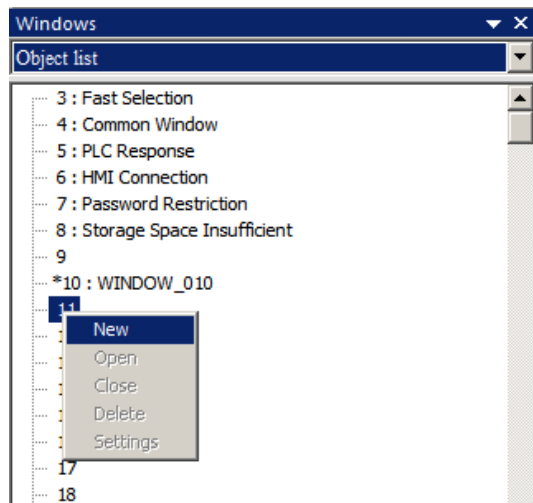 Windows
Object list
3 : Fast Selection
4 : Common Window
5 : PLC Response
6 : HMI Connection
7 : Password Restriction
8 : Storage Space Insufficient
9
*10 : WINDOW_010
11
New
Open
Close
Delete
Settings
17
18